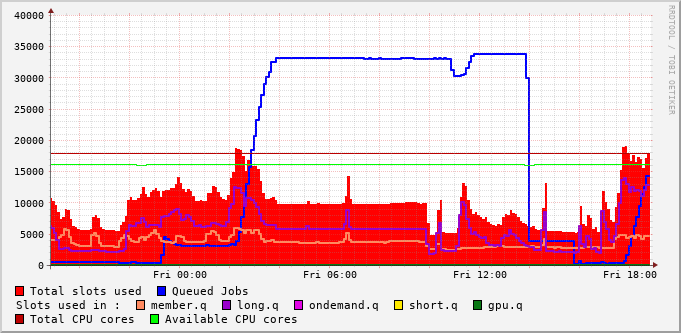 40000
35000
30000
25000
20000
15000
10000
5000
0
Fri 00:00 Fri 06:00 Fri 12:00 Fri 18:00
Total slots used Queued Jobs
Slots used in : member.q long.q ondemand.q short.q gpu.q
Total CPU cores Available CPU cores
RRDTOOL / TOBI OETIKER